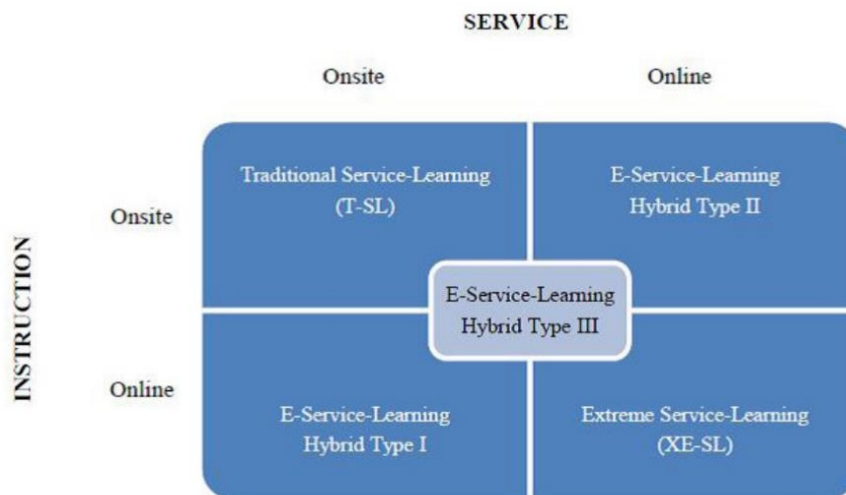 SERVICE
Onsite
Online
INSTRUCTION
Onsite
Traditional Service-Learning
(T-SL)
E-Service-Learning
Hybrid Type II
E-Service-Learning
Hybrid Type III
Online
E-Service-Learning
Hybrid Type I
Extreme Service-Learning
(XE-SL)